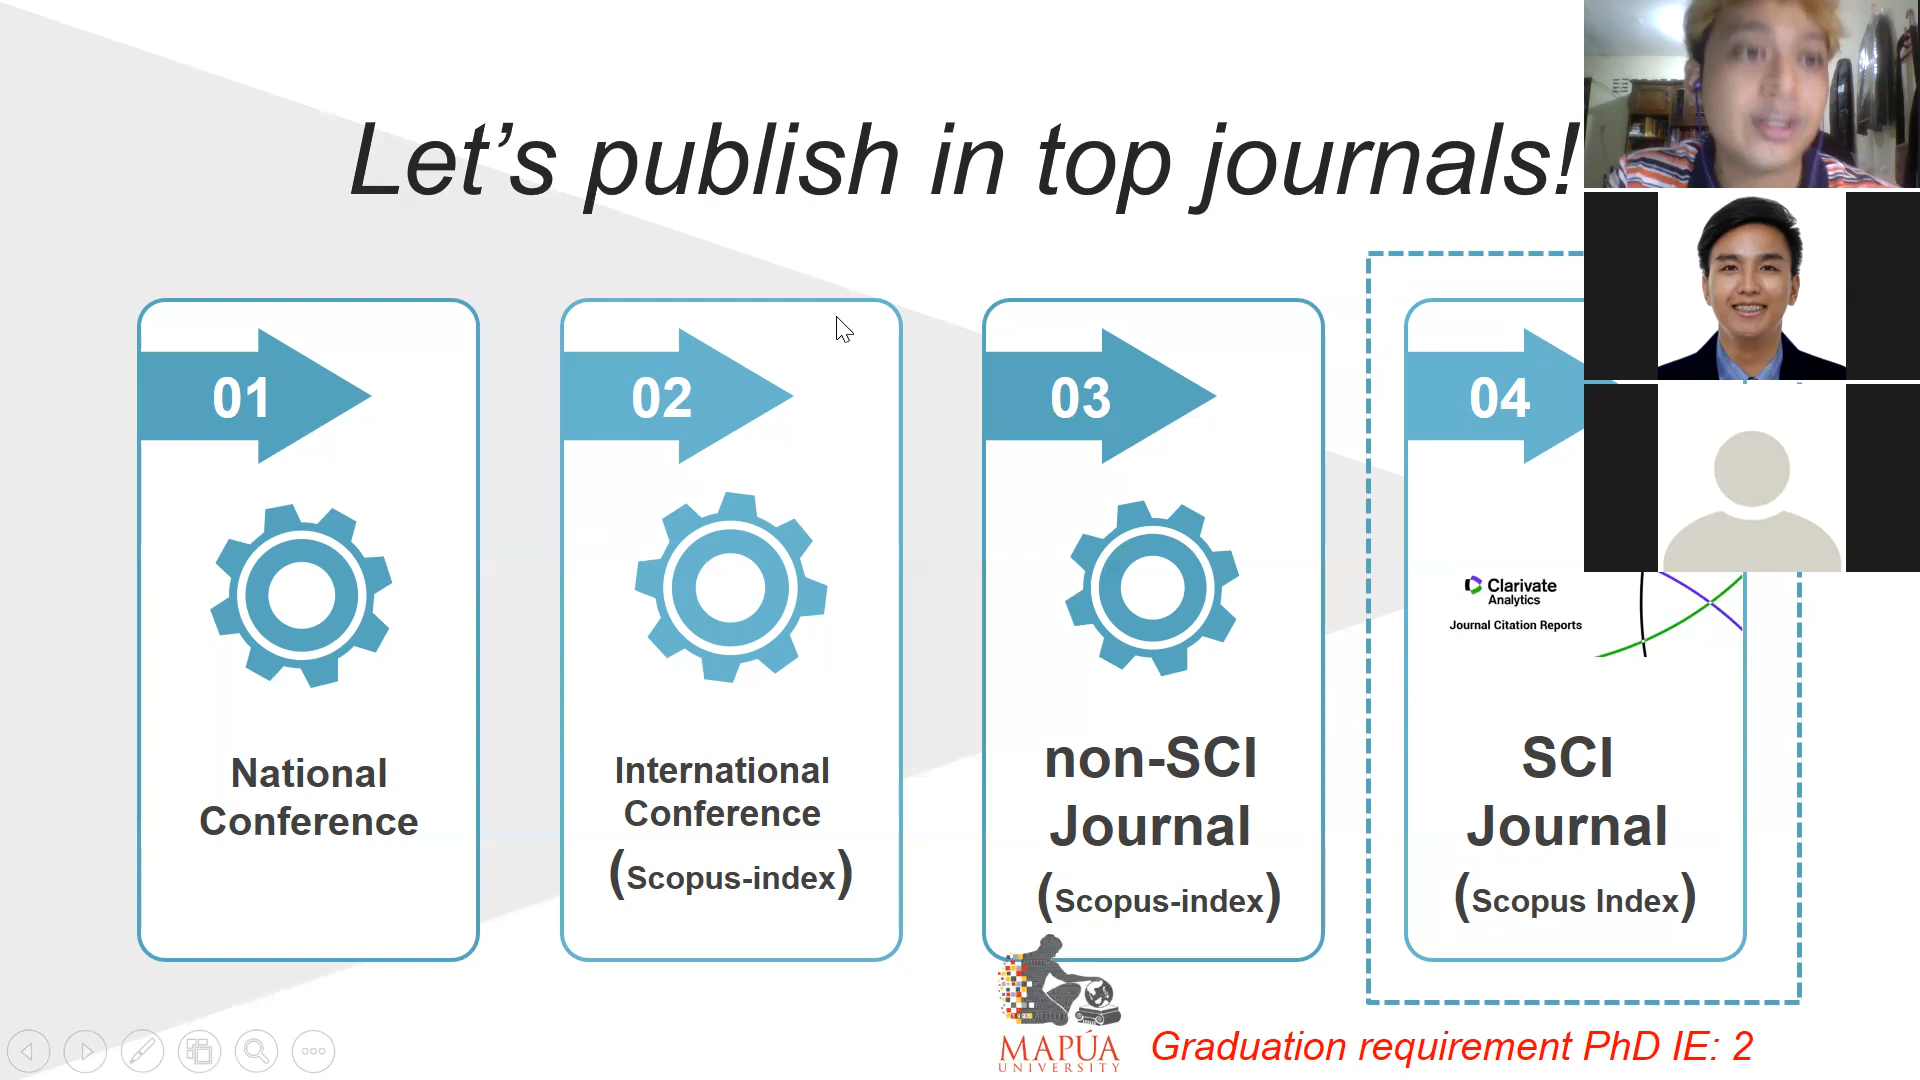 Let’s publish in top journals!
01
02
03
04
Clarivate
Analytics
Journal Citation Reports
National
Conference
International
Conference
(Scopus-index)
non-SCI
Journal
(Scopus-index)
SCI
Journal
(Scopus Index)
MAPÚA
UNIVERSITY
Graduation requirement PhD IE: 2